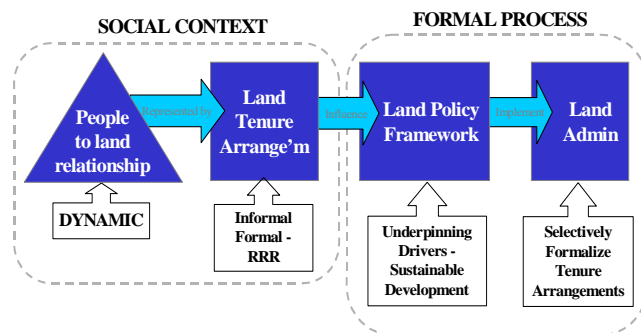 SOCIAL CONTEXT
FORMAL PROCESS
People
to land
relationship
Represented by
Land
Tenure
Arrange'm
Influence
Land Policy
Framework
Implement
Land
Admin
DYNAMIC
Informal
Formal -
RRR
Underpinning
Drivers -
Sustainable
Development
Selectively
Formalize
Tenure
Arrangements